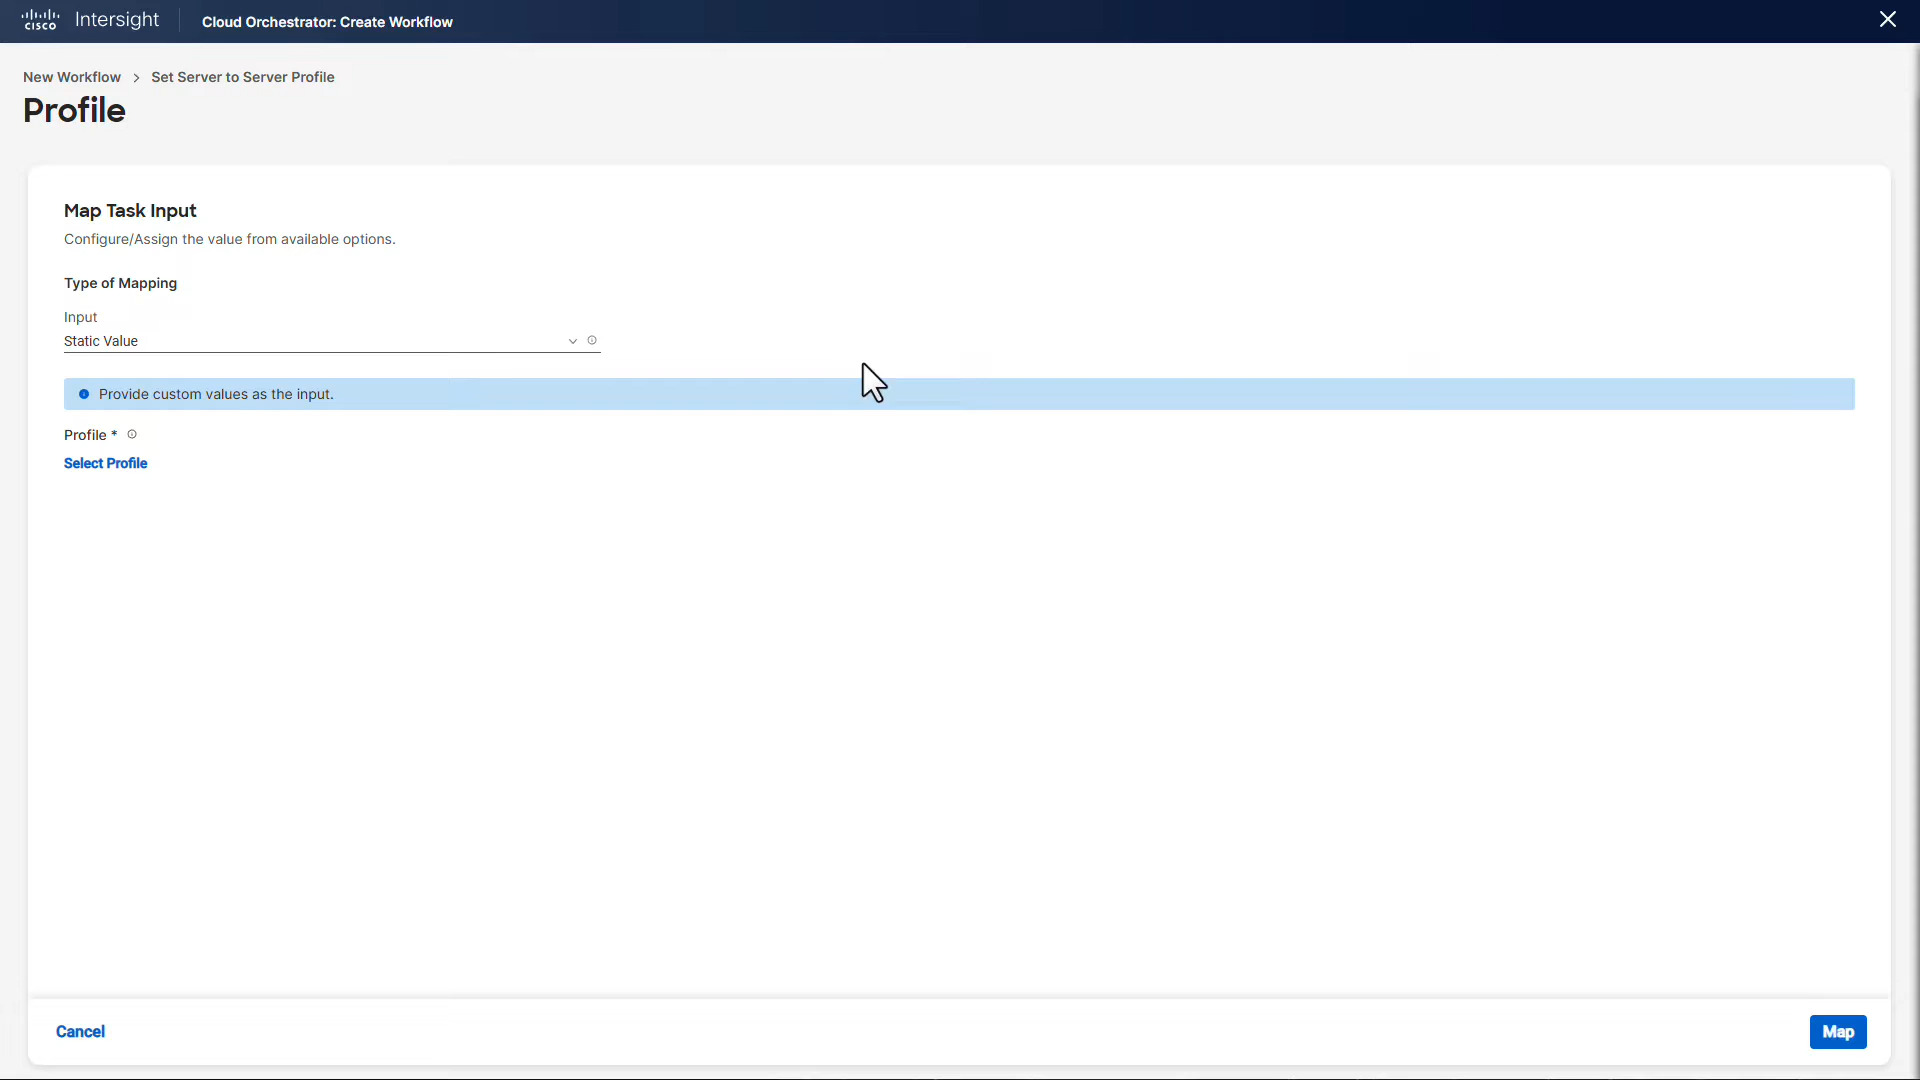 cisco Intersight Cloud Orchestrator: Create Workflow
New Workflow > Set Server to Server Profile
Profile
Map Task Input
Configure/Assign the value from available options.
Type of Mapping
Input
Static Value
Provide custom values as the input.
Profile *
Select Profile
Cancel
Map